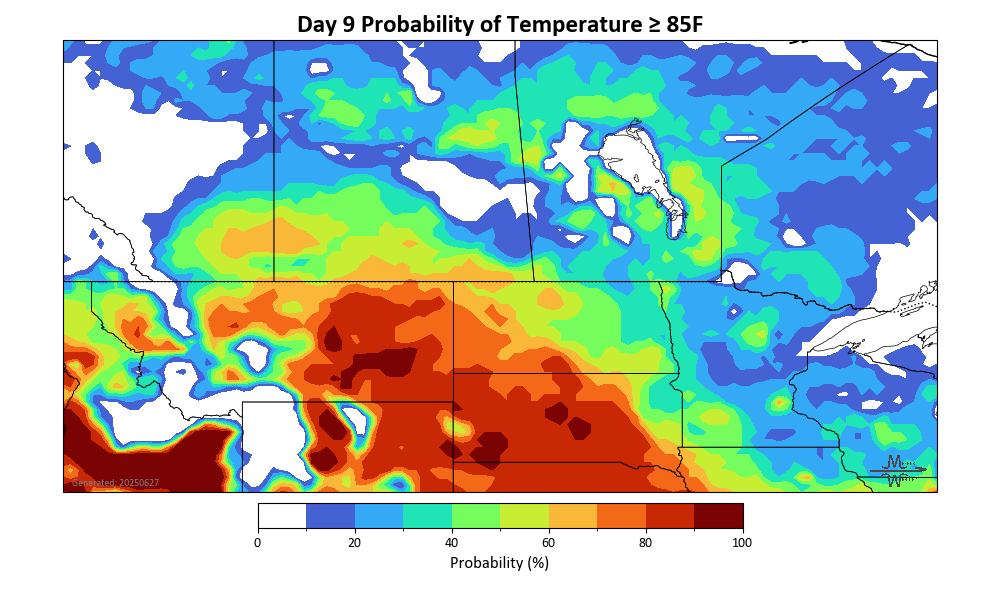 Day 9 Probability of Temperature ≥ 85F
Generated: 20250627
0 20 40 60 80 100
Probability (%)